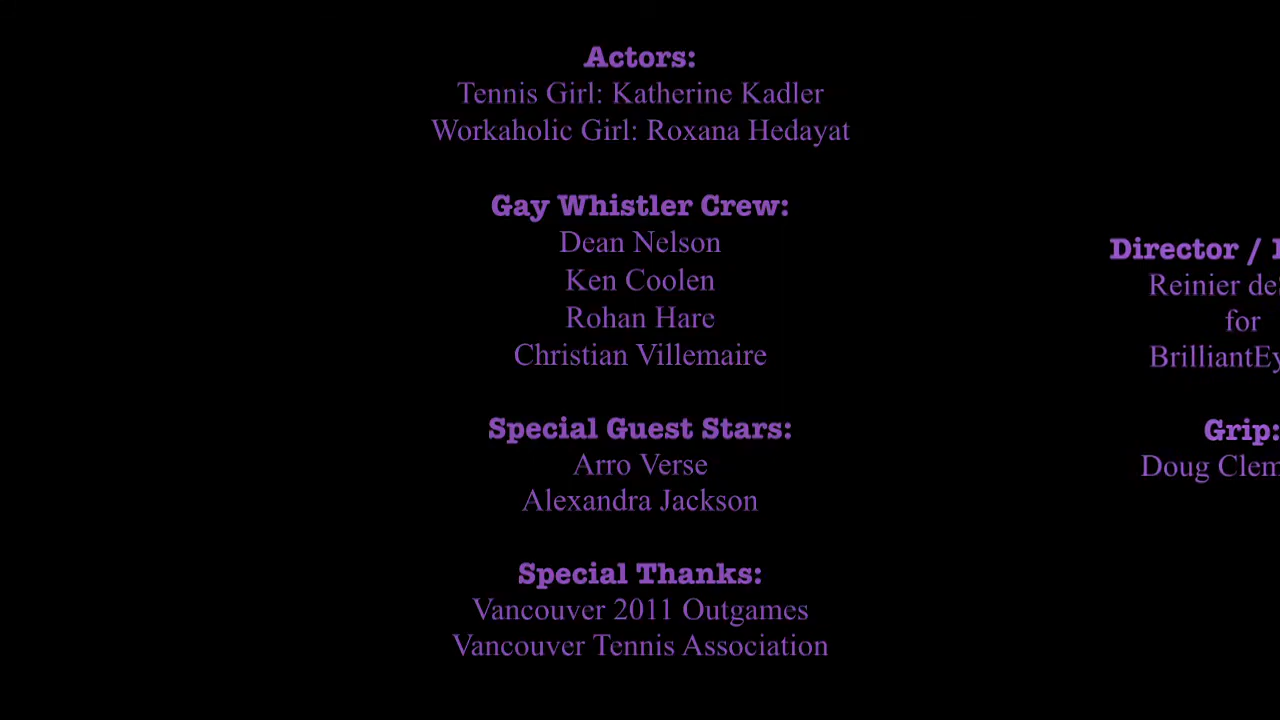 Actors:
Tennis Girl: Katherine Kadler
Workaholic Girl: Roxana Hedayat
Gay Whistler Crew:
Dean Nelson
Ken Coolen
Rohan Hare
Christian Villemaire
Special Guest Stars:
Arro Verse
Alexandra Jackson
Special Thanks:
Vancouver 2011 Outgames
Vancouver Tennis Association
Director /
Reinier
for
Grip:
Doug